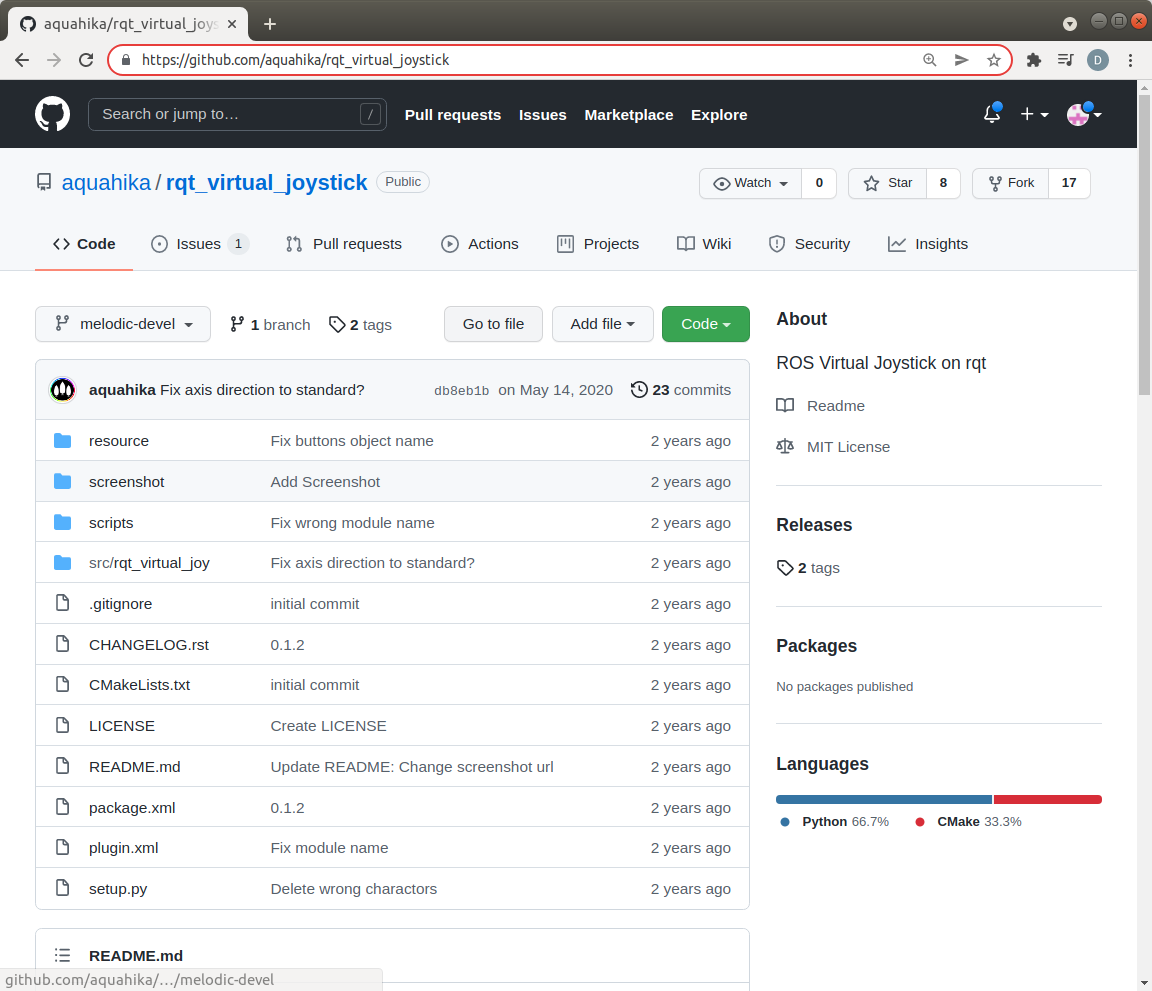 aquahika/rqt_virtual_joys
https://github.com/aquahika/rqt_virtual_joystick
D
Search or jump to…
/
Pull requests Issues Marketplace Explore
aquahika / rqt_virtual_joystick Public
Watch 0 Star 8 Fork 17
Code Issues 1 Pull requests Actions Projects Wiki Security Insights
melodic-devel 1 branch 2 tags Go to file Add file Code
aquahika Fix axis direction to standard? db8eb1b on May 14, 2020 23 commits
resource Fix buttons object name 2 years ago
screenshot Add Screenshot 2 years ago
scripts Fix wrong module name 2 years ago
src/rqt_virtual_joy Fix axis direction to standard? 2 years ago
.gitignore initial commit 2 years ago
CHANGELOG.rst 0.1.2 2 years ago
CMakeLists.txt initial commit 2 years ago
LICENSE Create LICENSE 2 years ago
README.md Update README: Change screenshot url 2 years ago
package.xml 0.1.2 2 years ago
plugin.xml Fix module name 2 years ago
setup.py Delete wrong charactors 2 years ago
README.md
About
ROS Virtual Joystick on rqt
Readme
MIT License
Releases
2 tags
Packages
No packages published
Languages
Python 66.7% CMake 33.3%
github.com/aquahika/…/melodic-devel